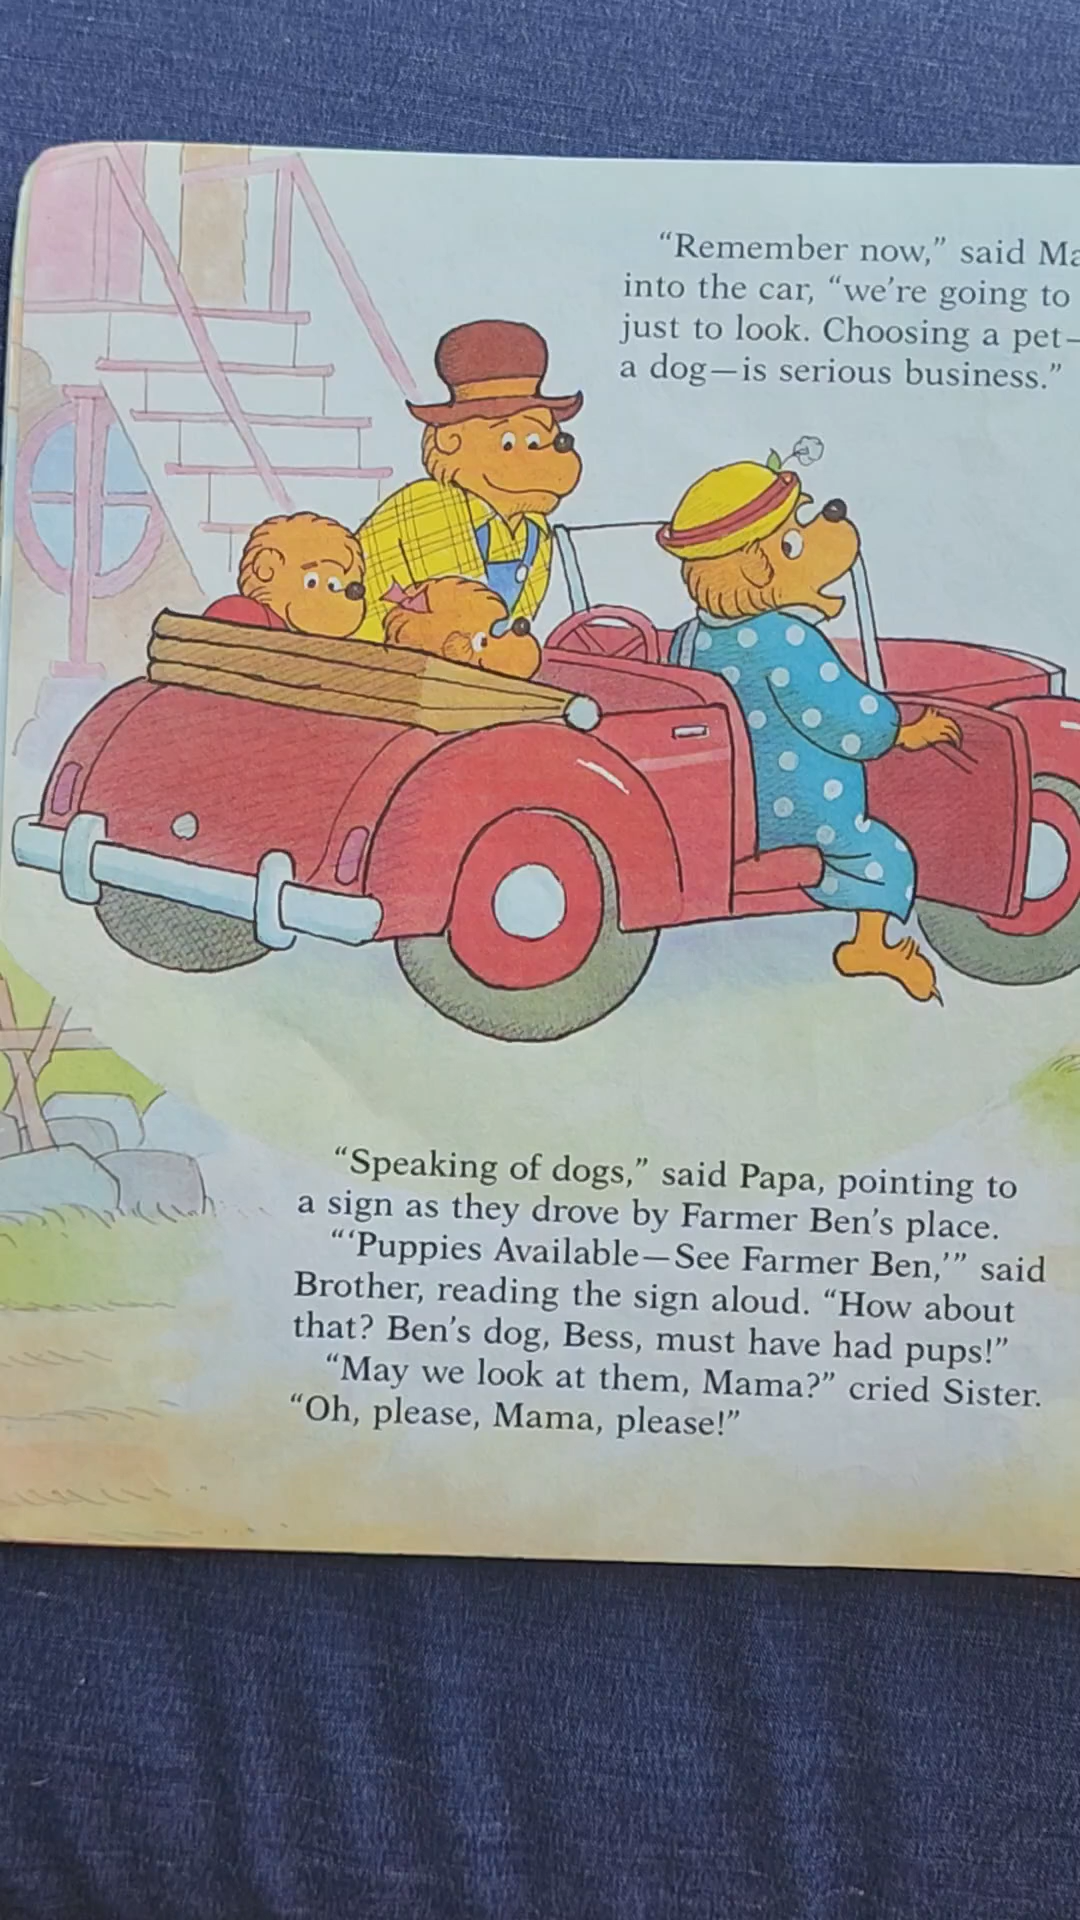 “Remember now,” said
into the car, “we’re going to
just to look. Choosing a pet—
a dog—is serious business.”
“Speaking of dogs,” said Papa, pointing to
a sign as they drove by Farmer Ben’s place.
“‘Puppies Available—See Farmer Ben,’” said
Brother, reading the sign aloud. “How about
that? Ben’s dog, Bess, must have had pups!”
“May we look at them, Mama?” cried Sister.
“Oh, please, Mama, please!”